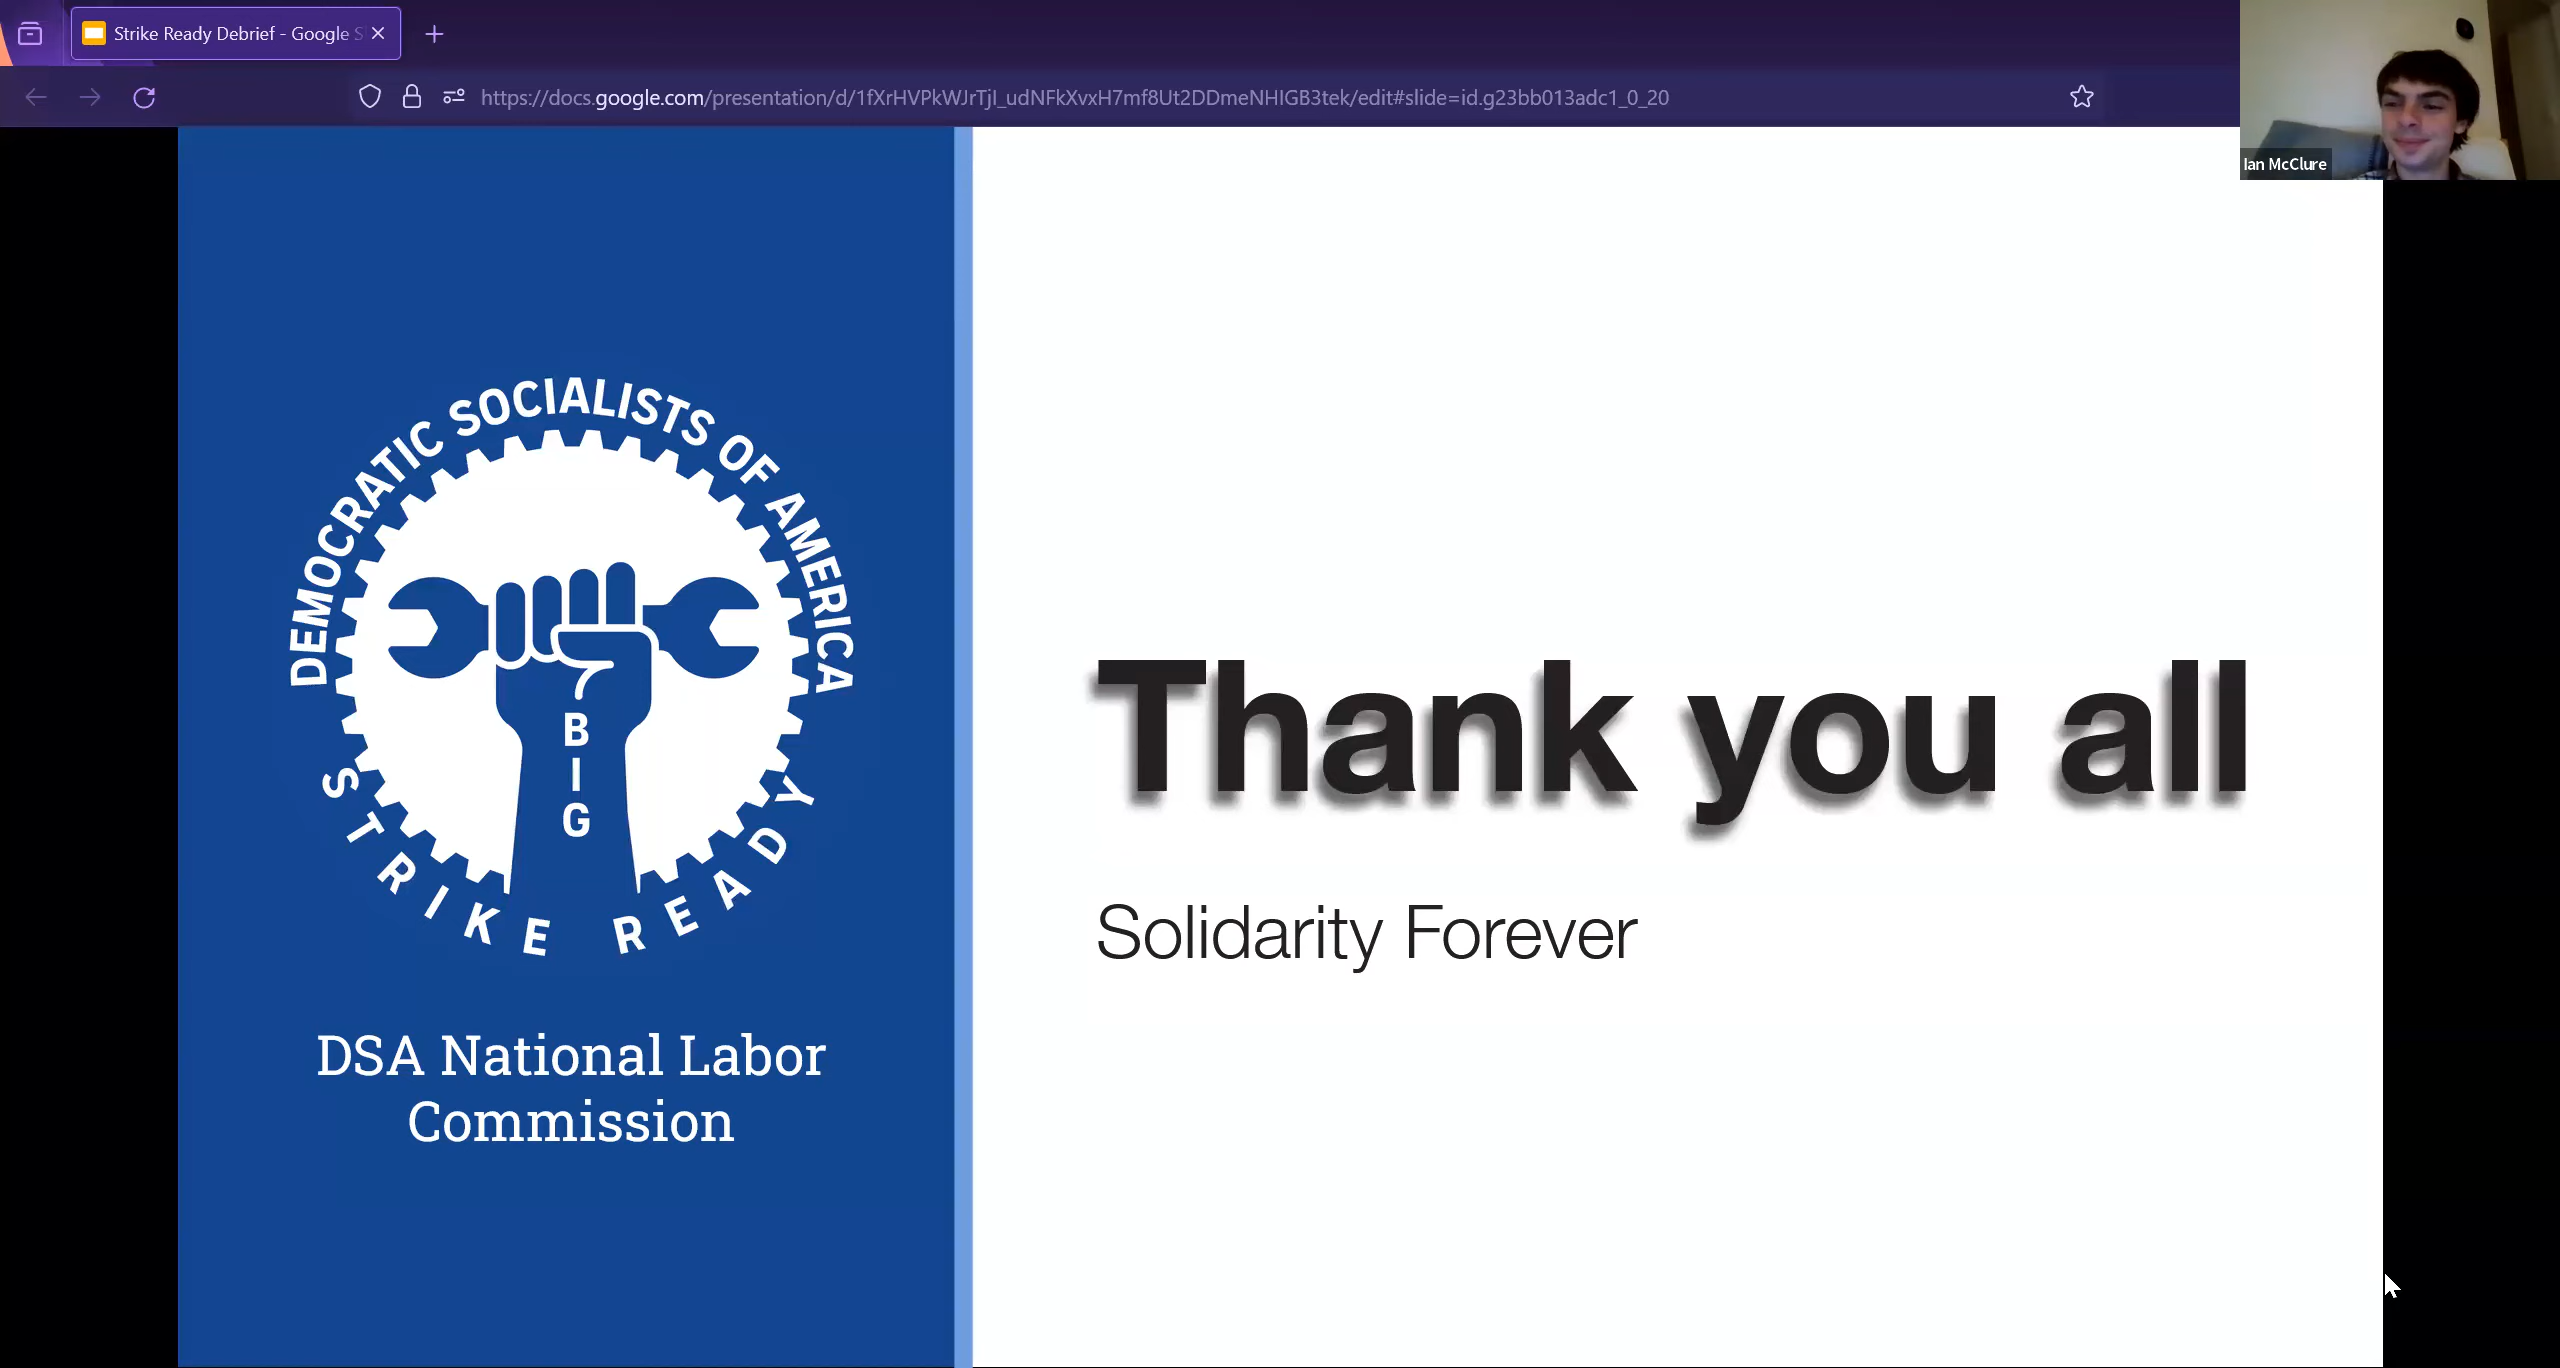 Strike Ready Debrief - Google S
https://docs.google.com/presentation/d/1fXrHVPkWJrTjI_udNFkXvxH7mf8Ut2DDmeNHIGB3tek/edit#slide=id.g23bb013adc1_0_20
Ian McClure
DEMOCRATIC SOCIALISTS OF AMERICA
BIG
STRIKE READY
DSA National Labor
Commission
Thank you all
Solidarity Forever